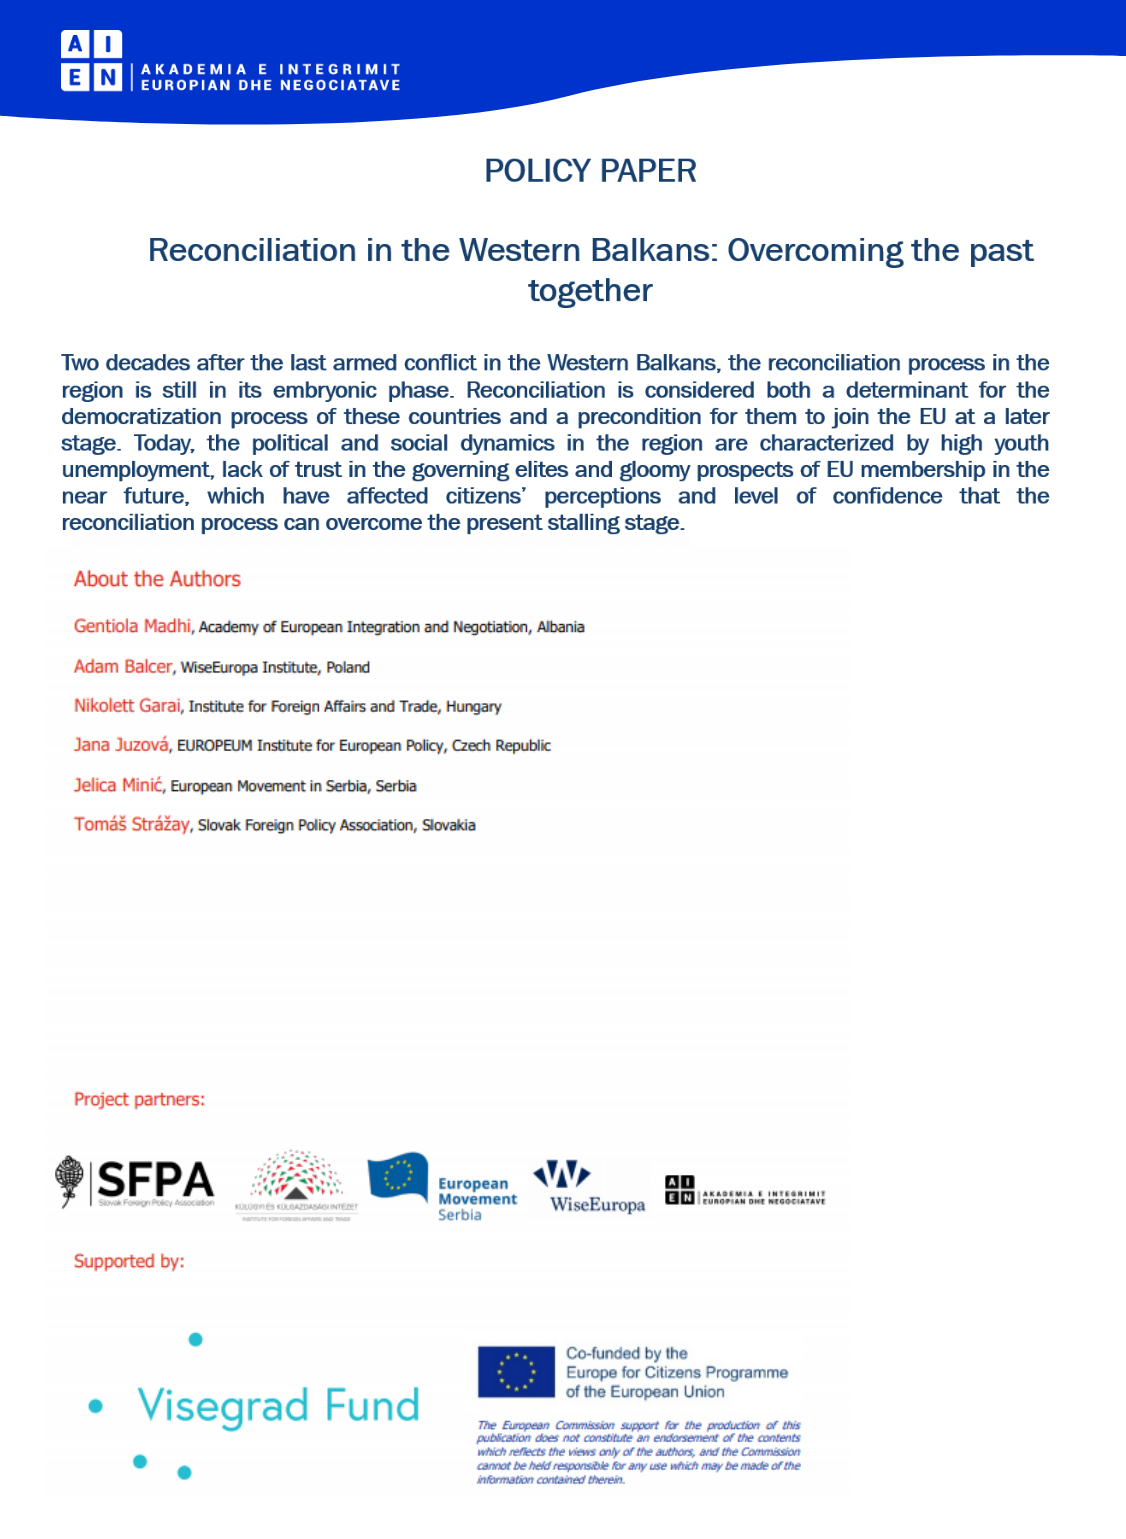 A I
E N
AKADEMIA E INTEGRIMIT
EUROPIAN DHE NEGOCIATAVE
POLICY PAPER
Reconciliation in the Western Balkans: Overcoming the past
together
Two decades after the last armed conflict in the Western Balkans, the reconciliation process in the
region is still in its embryonic phase. Reconciliation is considered both a determinant for the
democratization process of these countries and a precondition for them to join the EU at a later
stage. Today, the political and social dynamics in the region are characterized by high youth
unemployment, lack of trust in the governing elites and gloomy prospects of EU membership in the
near future, which have affected citizens’ perceptions and level of confidence that the
reconciliation process can overcome the present stalling stage.
About the Authors
Gentiola Madhi, Academy of European Integration and Negotiation, Albania
Adam Balcer, WiseEuropa Institute, Poland
Nikolett Garai, Institute for Foreign Affairs and Trade, Hungary
Jana Juzová, EUROPEUM Institute for European Policy, Czech Republic
Jelica Minić, European Movement in Serbia, Serbia
Tomáš Strážay, Slovak Foreign Policy Association, Slovakia
Project partners:
SFPA
Slovak Foreign Policy Association
KÜLÜGYI ÉS KÜLGAZDASÁGI INTÉZET
INSTITUTE FOR FOREIGN AFFAIRS AND TRADE
European
Movement
Serbia
WiseEuropa
A I
E N
AKADEMIA E INTEGRIMIT
EUROPIAN DHE NEGOCIATAVE
Supported by:
Visegrad Fund
Co-funded by the
Europe for Citizens Programme
of the European Union
The European Commission support for the production of this
publication does not constitute an endorsement of the contents
which reflects the views only of the authors, and the Commission
cannot be held responsible for any use which may be made of the
information contained therein.